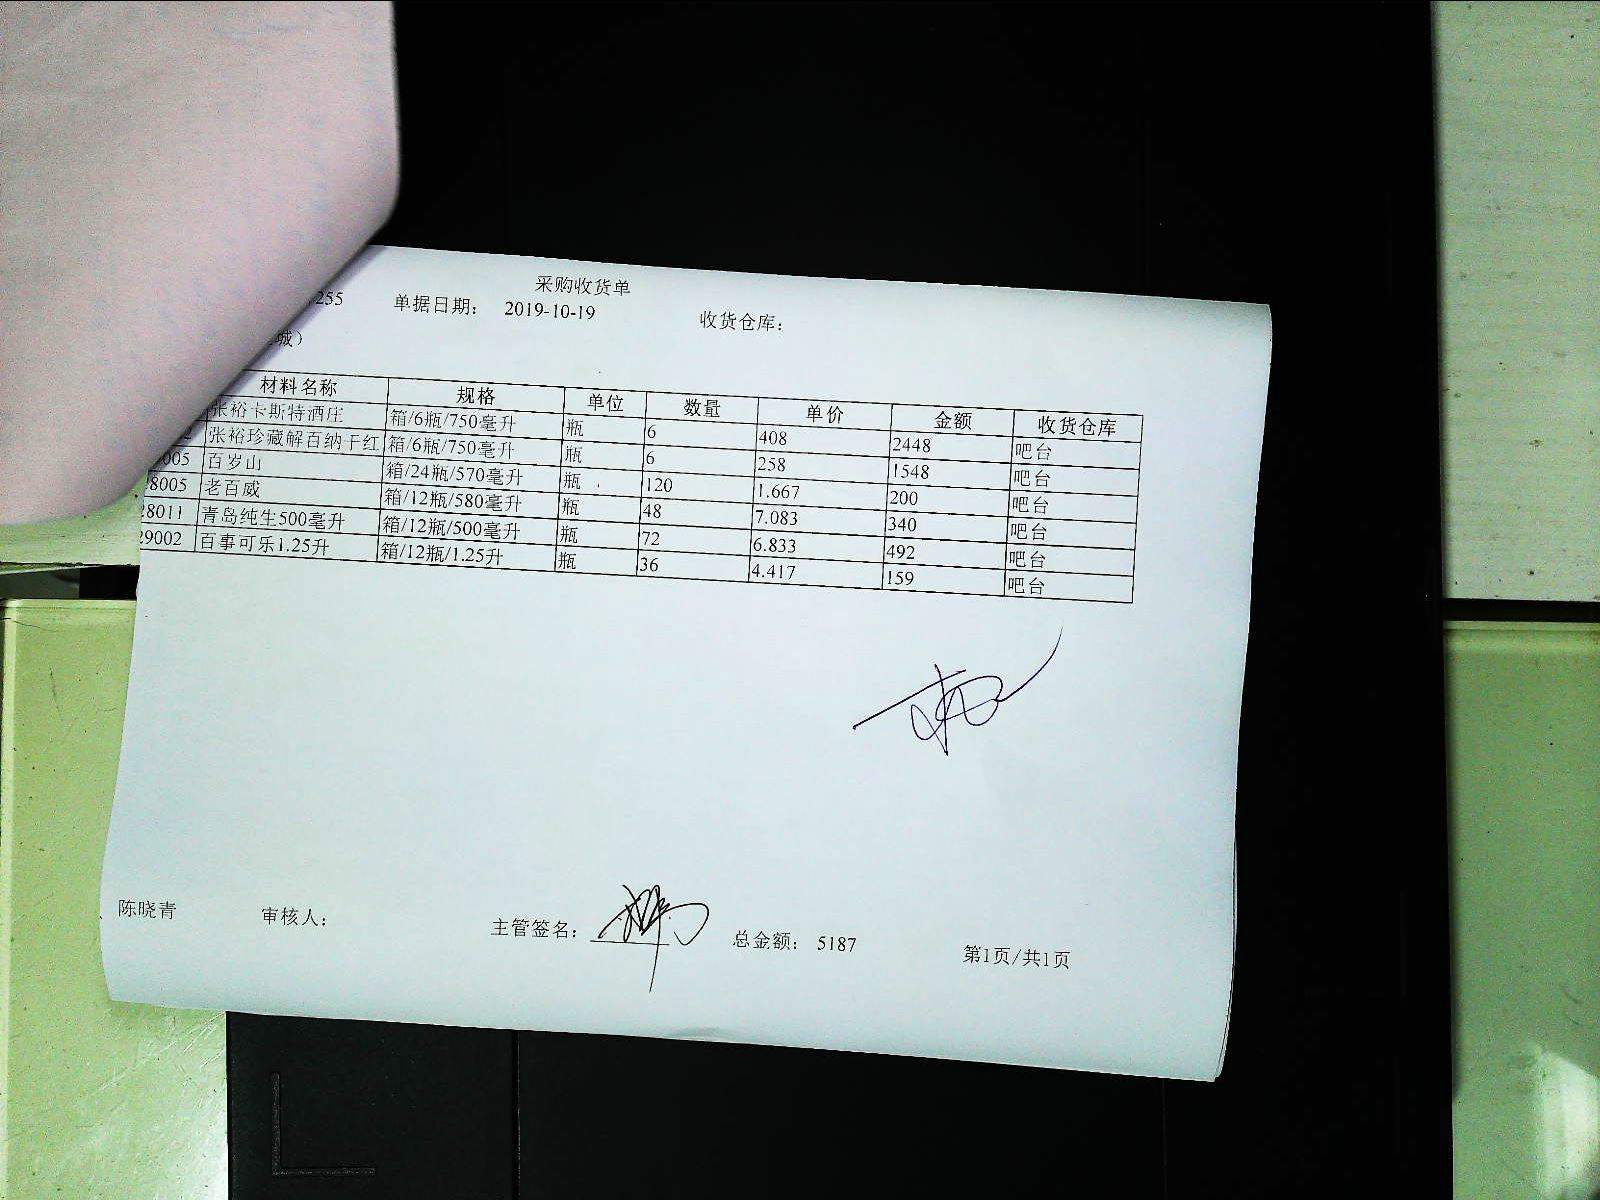 采购收货单
255 单据日期： 2019-10-19 收货仓库：
城）
材料名称 规格 单位 数量 单价 金额 收货仓库
张裕卡斯特酒庄 箱/6瓶/750毫升 瓶 6 408 2448 吧台
2 张裕珍藏解百纳干红 箱/6瓶/750毫升 瓶 6 258 1548 吧台
005 百岁山 箱/24瓶/570毫升 瓶 120 1.667 200 吧台
8005 老百威 箱/12瓶/580毫升 瓶 48 7.083 340 吧台
28011 青岛纯生500毫升 箱/12瓶/500毫升 瓶 72 6.833 492 吧台
29002 百事可乐1.25升 箱/12瓶/1.25升 瓶 36 4.417 159 吧台
陈晓青 审核人： 主管签名： 总金额： 5187 第1页/共1页